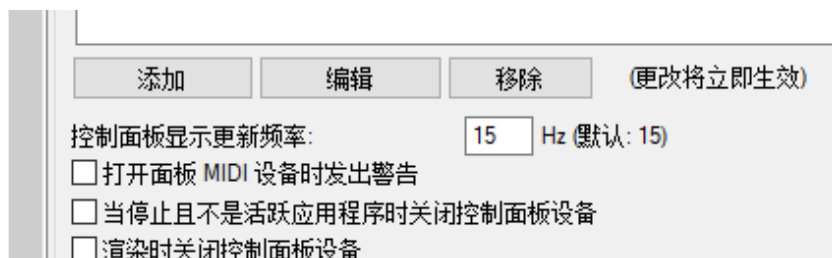 添加 编辑 移除 (更改将立即生效)
控制面板显示更新频率: 15 Hz (默认: 15)
打开面板 MIDI 设备时发出警告
当停止且不是活跃应用程序时关闭控制面板设备
渲染时关闭控制面板设备